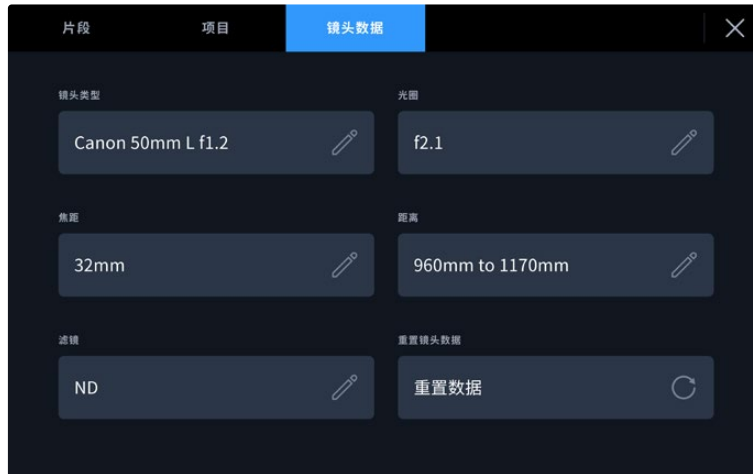 片段 项目 镜头数据
镜头类型 光圈
Canon 50mm L f1.2 f2.1
焦距 距离
32mm 960mm to 1170mm
滤镜 重置镜头数据
ND 重置数据